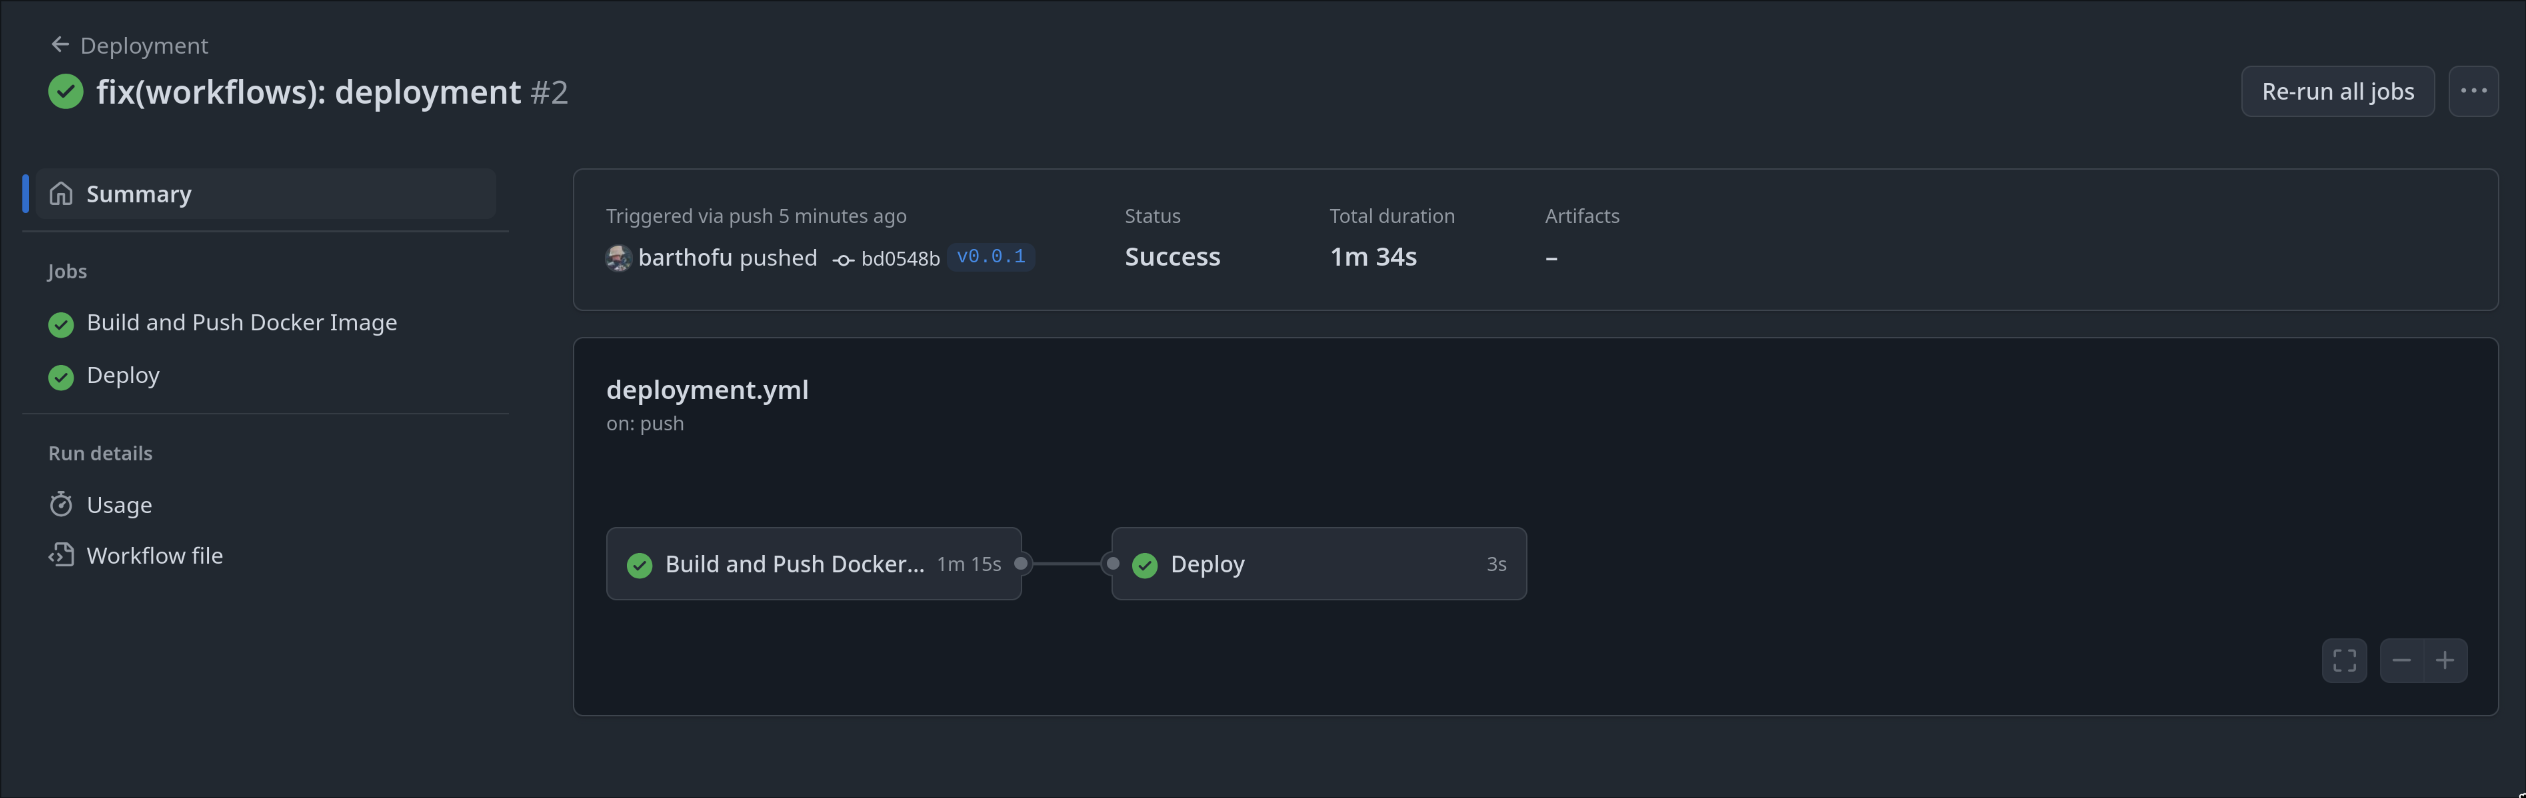 Deployment
fix(workflows): deployment #2
Re-run all jobs
Summary
Jobs
Build and Push Docker Image
Deploy
Run details
Usage
Workflow file
Triggered via push 5 minutes ago
barthofu pushed bd0548b v0.0.1
Status
Success
Total duration
1m 34s
Artifacts
–
deployment.yml
on: push
Build and Push Docker... 1m 15s
Deploy 3s